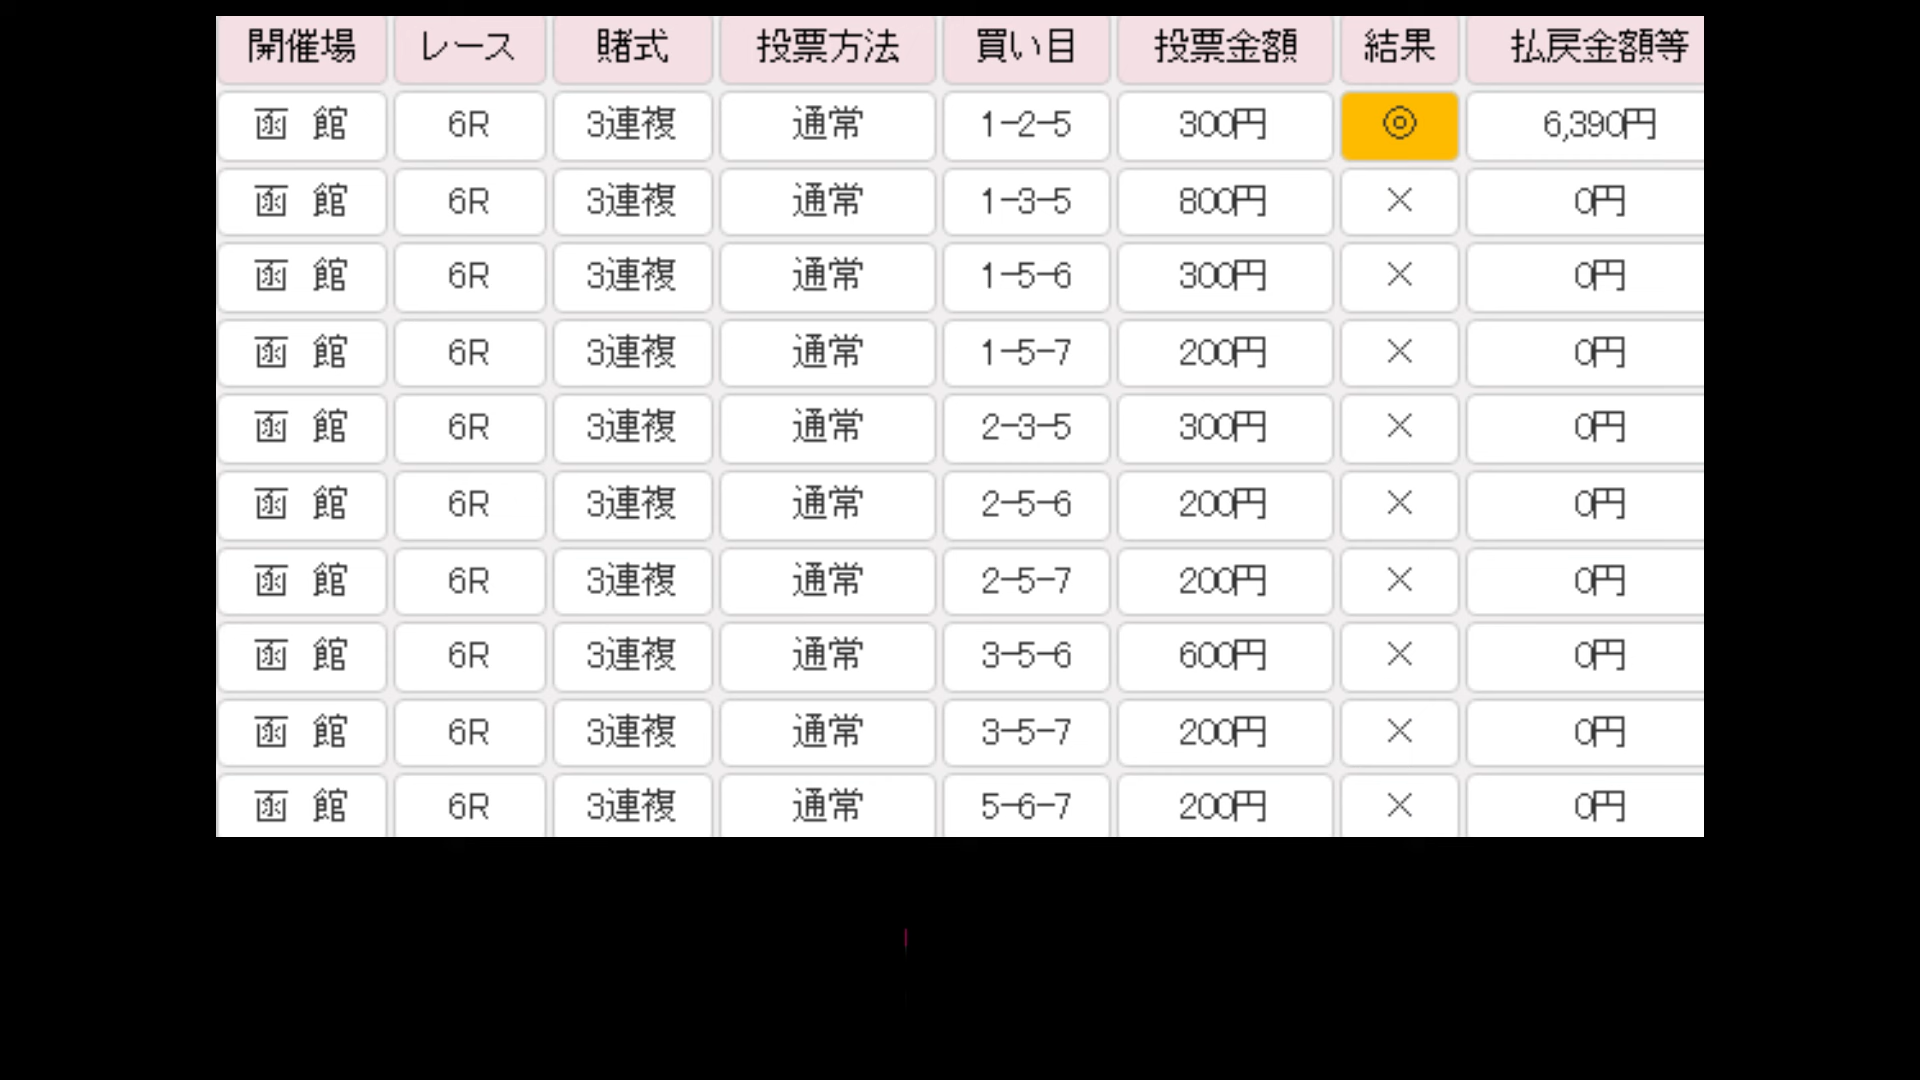 開催場 レース 賭式 投票方法 買い目 投票金額 結果 払戻金額等
函 館 6R 3連複 通常 1-2-5 300円 ◎ 6,390円
函 館 6R 3連複 通常 1-3-5 800円 × 0円
函 館 6R 3連複 通常 1-5-6 300円 × 0円
函 館 6R 3連複 通常 1-5-7 200円 × 0円
函 館 6R 3連複 通常 2-3-5 300円 × 0円
函 館 6R 3連複 通常 2-5-6 200円 × 0円
函 館 6R 3連複 通常 2-5-7 200円 × 0円
函 館 6R 3連複 通常 3-5-6 600円 × 0円
函 館 6R 3連複 通常 3-5-7 200円 × 0円
函 館 6R 3連複 通常 5-6-7 200円 × 0円